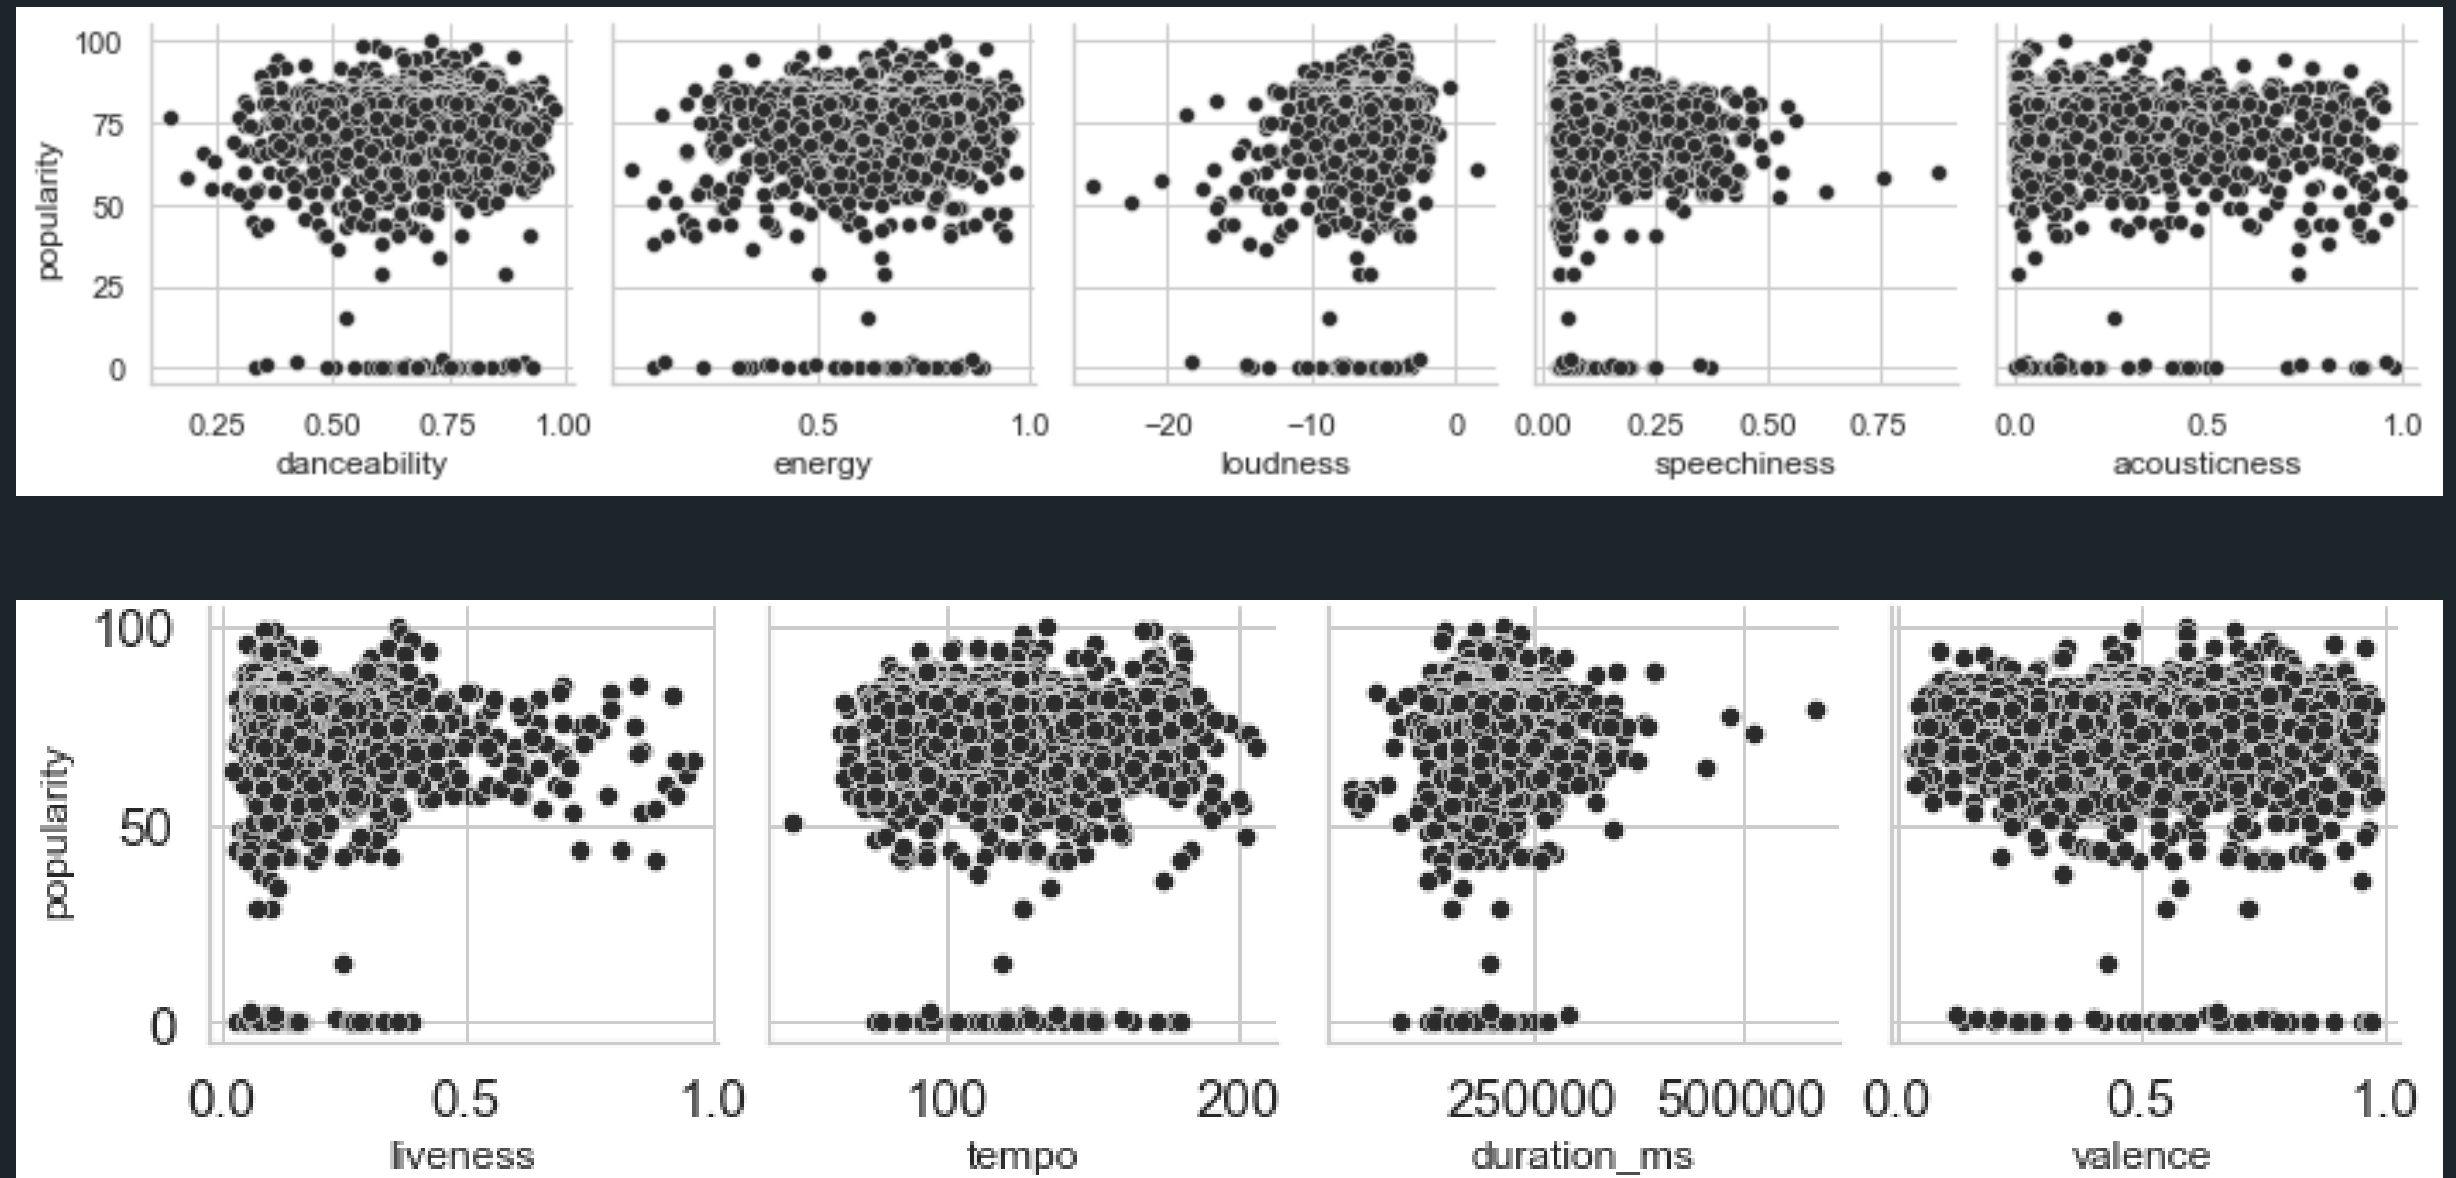 100
75
50
25
0
popularity
0.25 0.50 0.75 1.00 0.5 1.0 −20 −10 0 0.00 0.25 0.50 0.75 0.0 0.5 1.0
danceability energy loudness speechiness acousticness
100
50
0
popularity
0.0 0.5 1.0 100 200 250000 500000 0.0 0.5 1.0
liveness tempo duration_ms valence